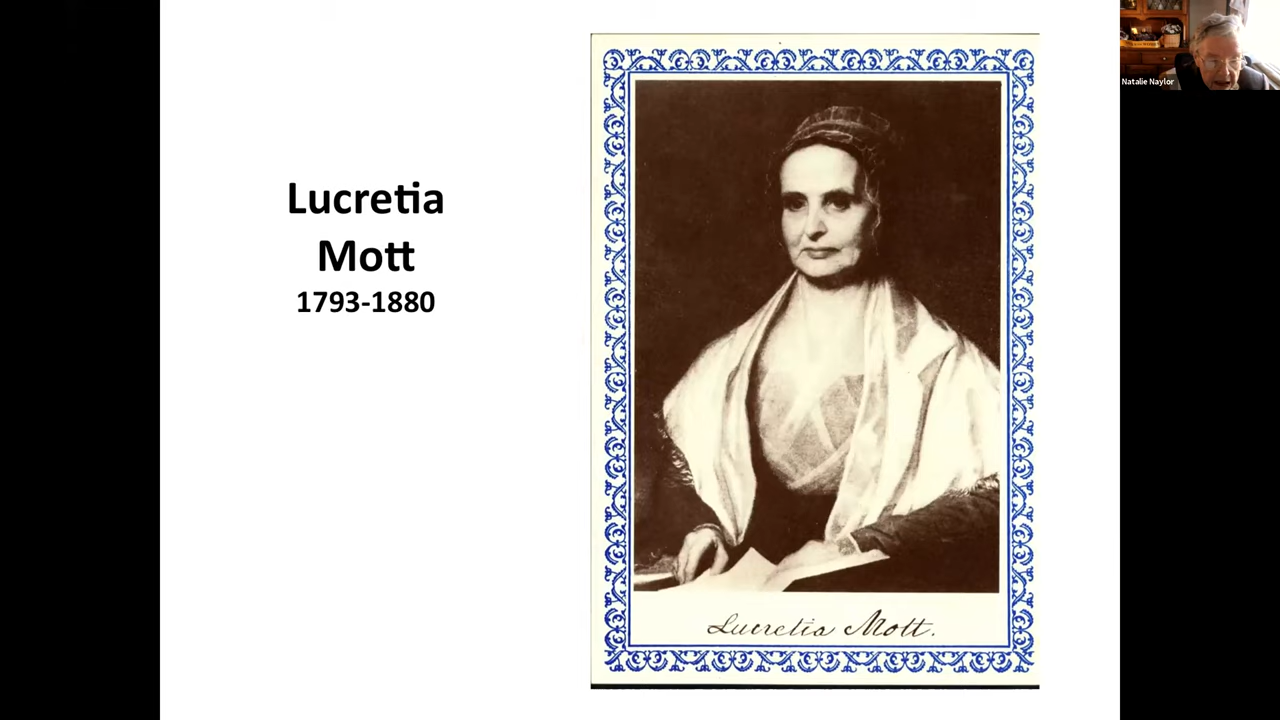 Lucretia
Mott
1793-1880
Lucretia Mott.
Natalie Naylor